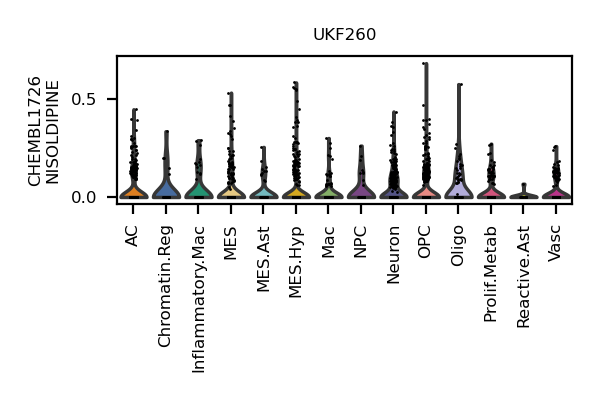 UKF260
CHEMBL1726
NISOLDIPINE
0.5
0.0
AC
Chromatin.Reg
Inflammatory.Mac
MES
MES.Ast
MES.Hyp
Mac
NPC
Neuron
OPC
Oligo
Prolif.Metab
Reactive.Ast
Vasc